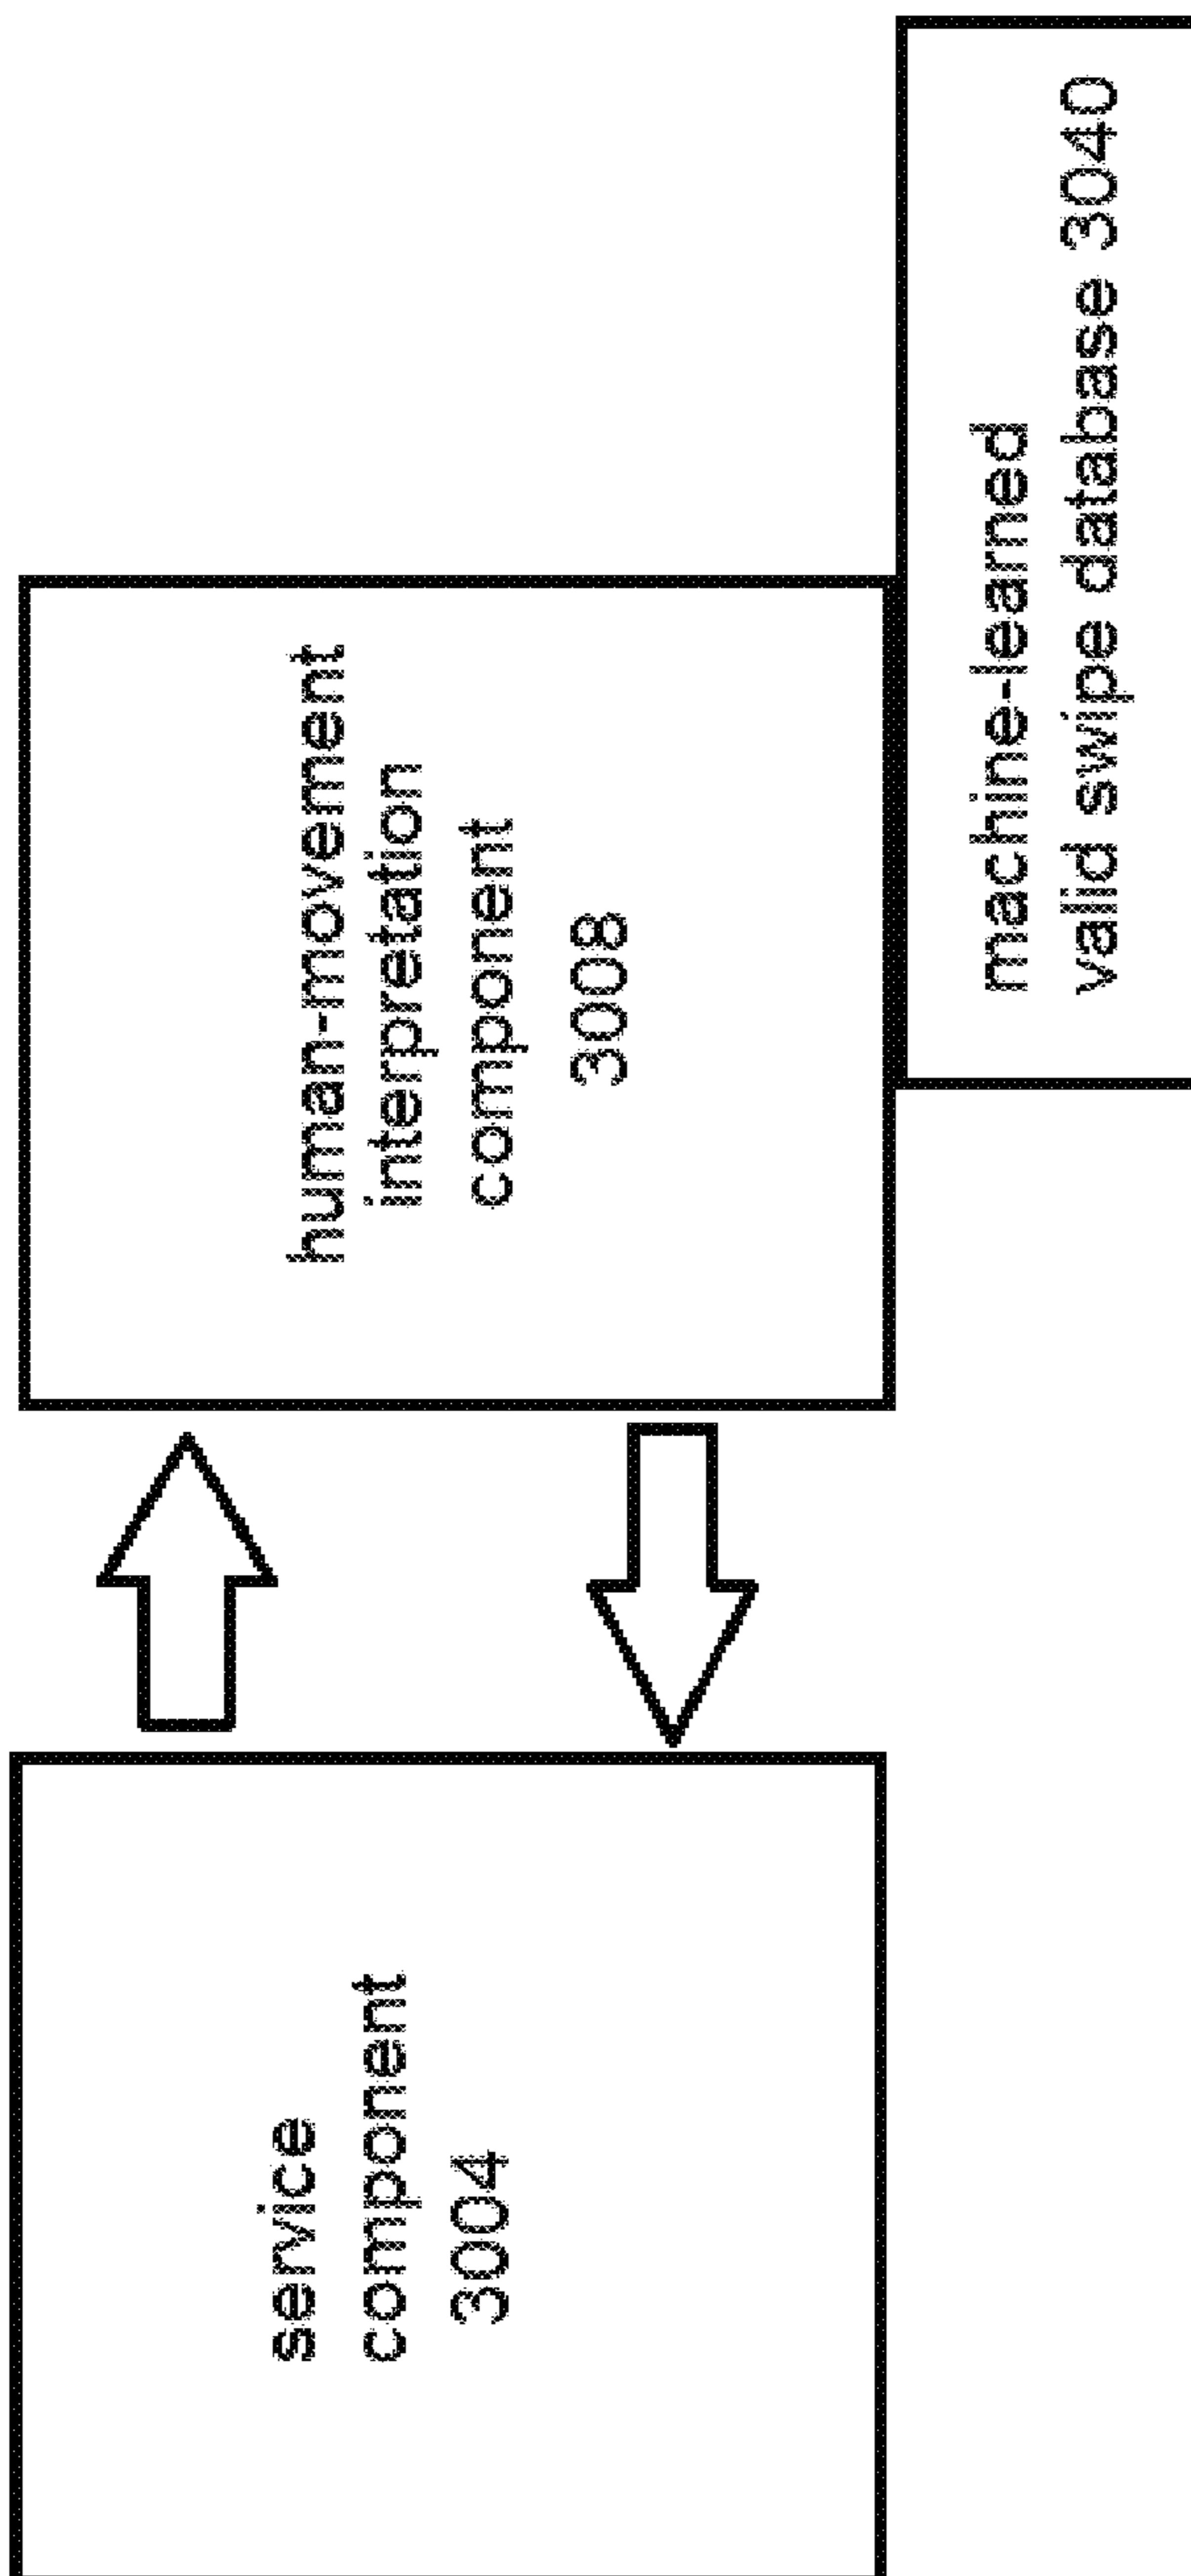 service
component
3004
human-movement
interpretation
component
3008
machine-learned
valid swipe database 3040